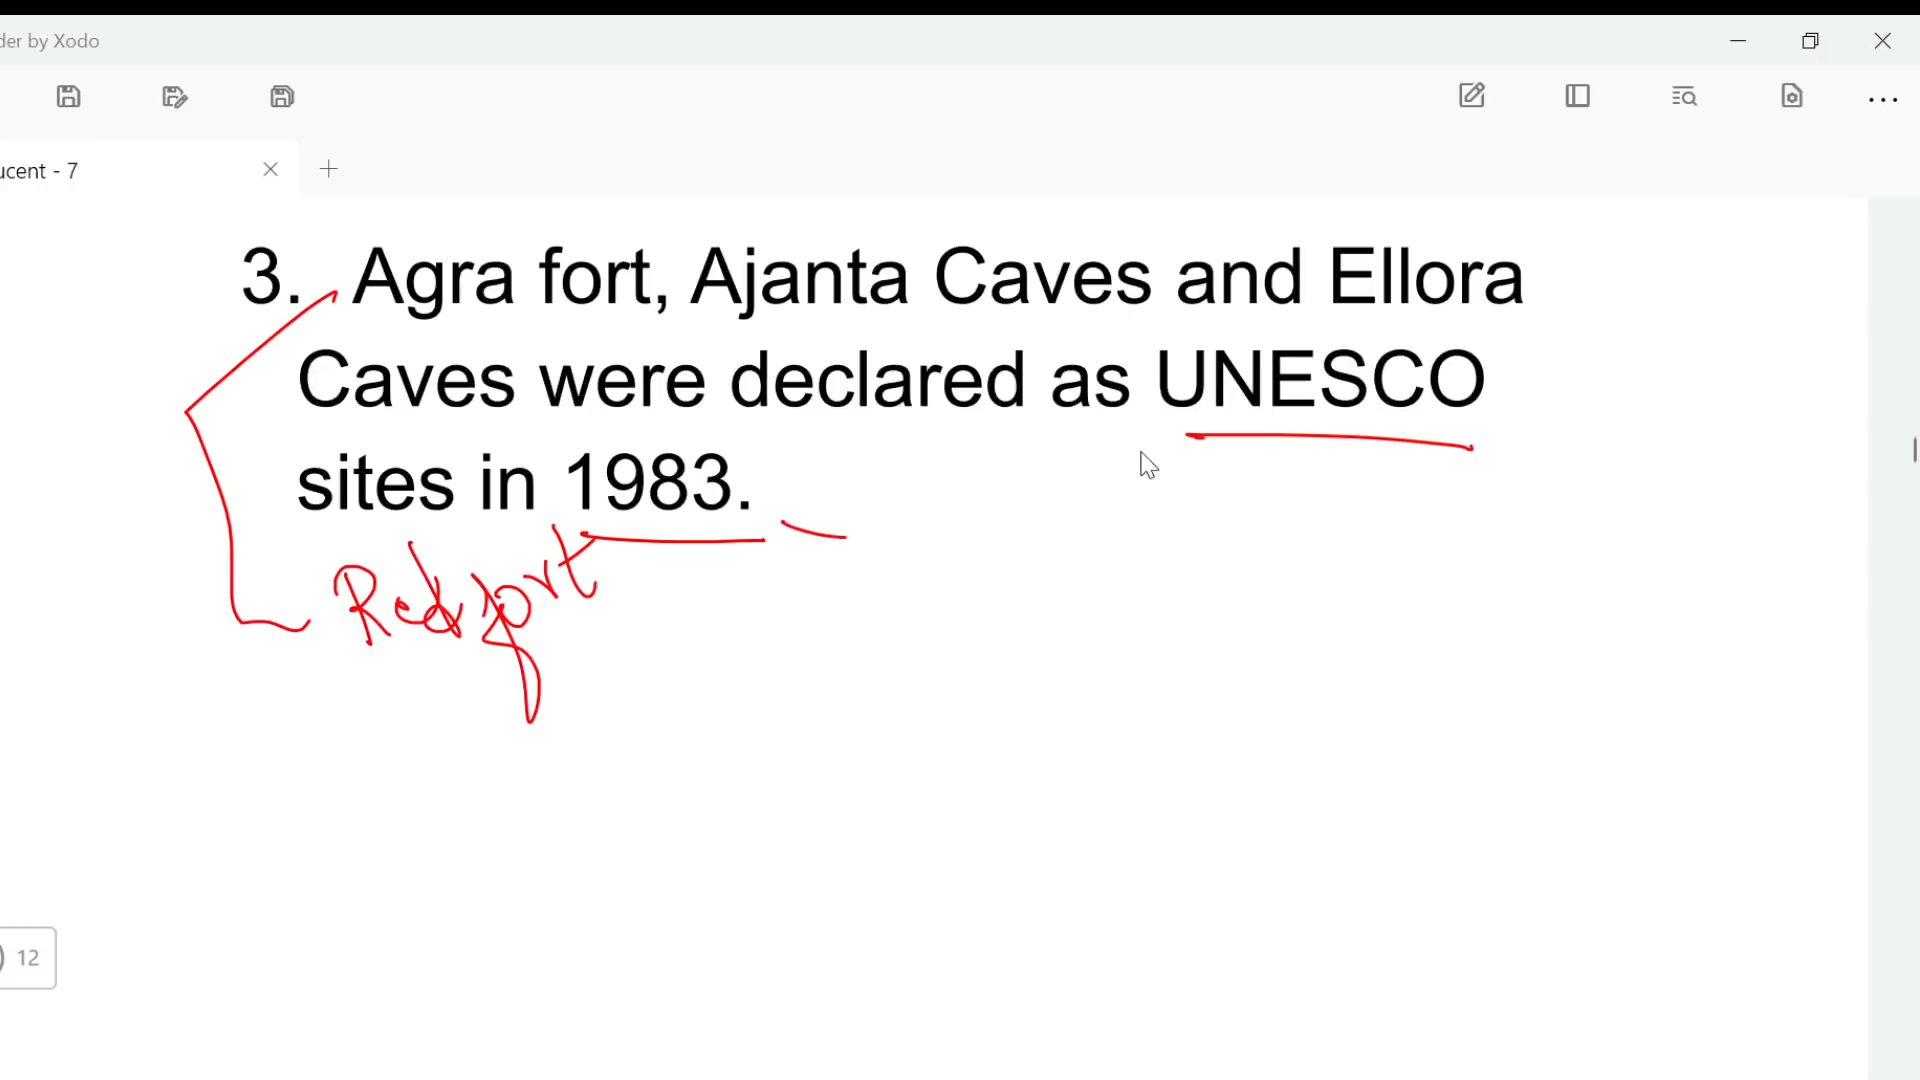 der by Xodo
ucent - 7
3. Agra fort, Ajanta Caves and Ellora
Caves were declared as UNESCO
sites in 1983.
Red fort
12